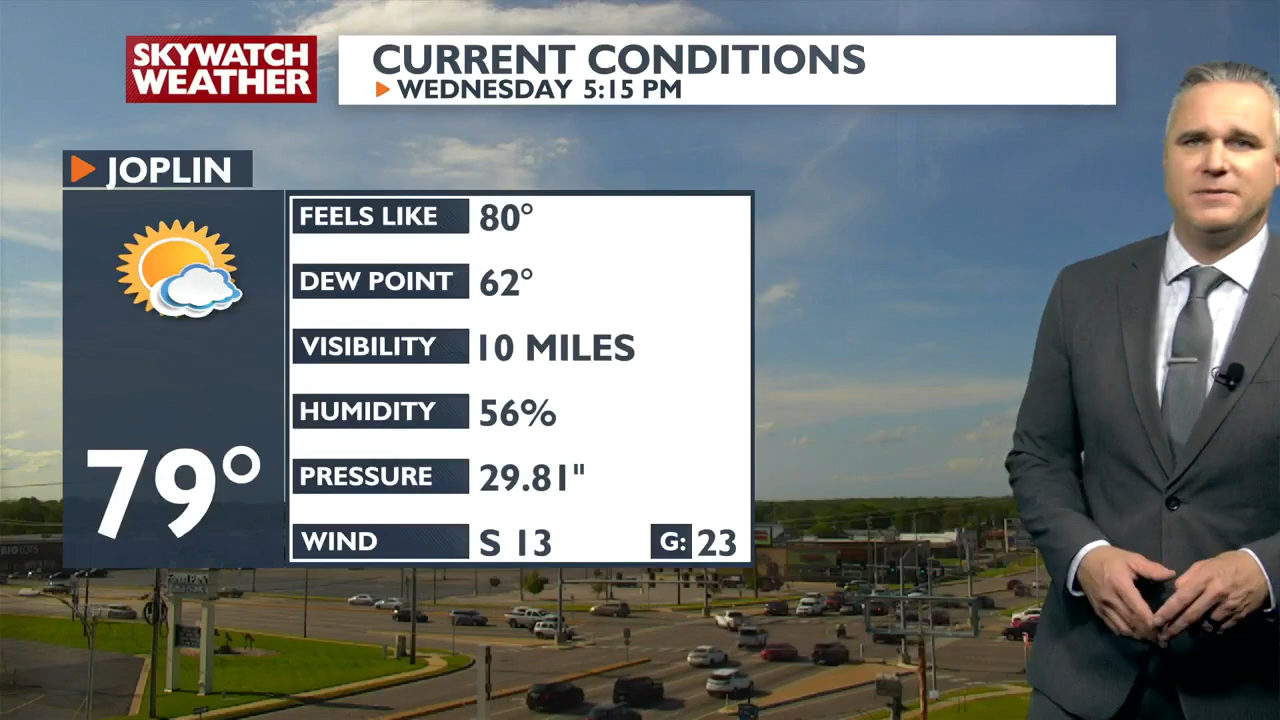 SKYWATCH
WEATHER
CURRENT CONDITIONS
WEDNESDAY 5:15 PM
JOPLIN
79°
FEELS LIKE 80°
DEW POINT 62°
VISIBILITY 10 MILES
HUMIDITY 56%
PRESSURE 29.81"
WIND S 13 G: 23